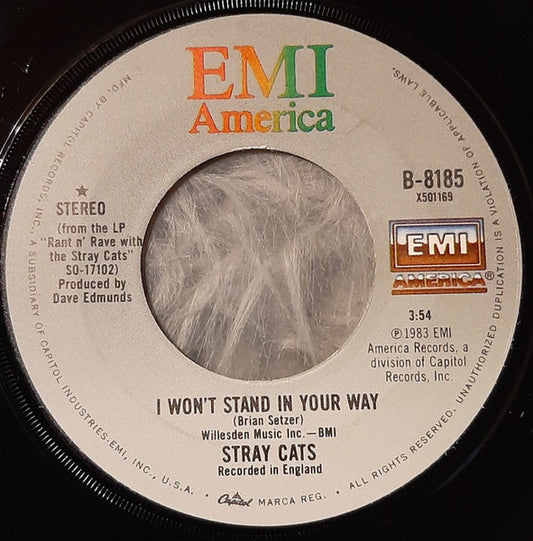 EMI
America
B-8185
X501169
STEREO
(from the LP
"Rant n' Rave with
the Stray Cats"
SO-17102)
Produced by
Dave Edmunds
EMI
AMERICA®
3:54
Ⓟ1983 EMI
America Records, a
division of Capitol
Records, Inc.
I WON'T STAND IN YOUR WAY
(Brian Setzer)
Willesden Music Inc.—BMI
STRAY CATS
Recorded in England
MFD. BY CAPITOL RECORDS, INC., A SUBSIDIARY OF CAPITOL INDUSTRIES-EMI, INC., U.S.A. • Capitol MARCA REG. • ALL RIGHTS RESERVED. UNAUTHORIZED DUPLICATION IS A VIOLATION OF APPLICABLE LAWS.